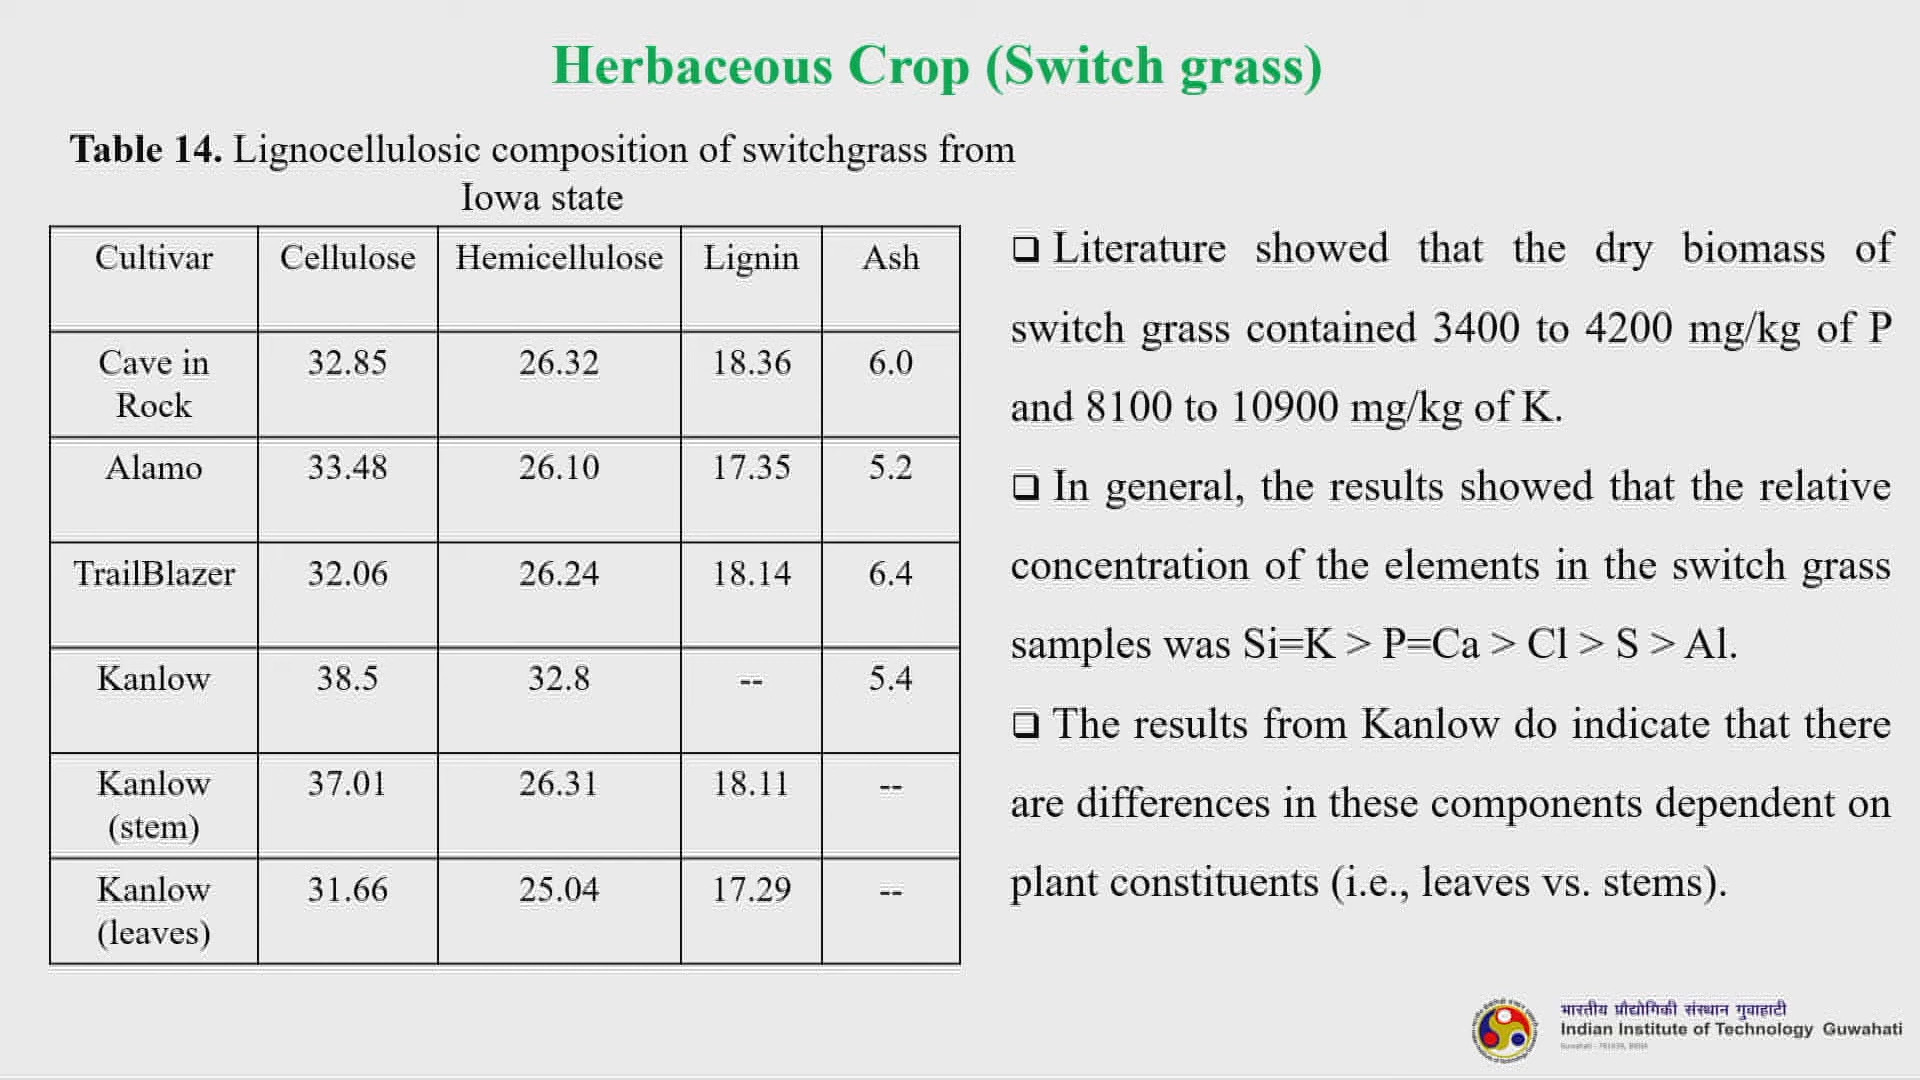 Herbaceous Crop (Switch grass)
Table 14. Lignocellulosic composition of switchgrass from
Iowa state
Cultivar Cellulose Hemicellulose Lignin Ash
Cave in Rock 32.85 26.32 18.36 6.0
Alamo 33.48 26.10 17.35 5.2
TrailBlazer 32.06 26.24 18.14 6.4
Kanlow 38.5 32.8 -- 5.4
Kanlow (stem) 37.01 26.31 18.11 --
Kanlow (leaves) 31.66 25.04 17.29 --
❑ Literature showed that the dry biomass of
switch grass contained 3400 to 4200 mg/kg of P
and 8100 to 10900 mg/kg of K.
❑ In general, the results showed that the relative
concentration of the elements in the switch grass
samples was Si=K > P=Ca > Cl > S > Al.
❑ The results from Kanlow do indicate that there
are differences in these components dependent on
plant constituents (i.e., leaves vs. stems).
भारतीय प्रौद्योगिकी संस्थान गुवाहाटी
Indian Institute of Technology Guwahati
Guwahati - 781039, INDIA